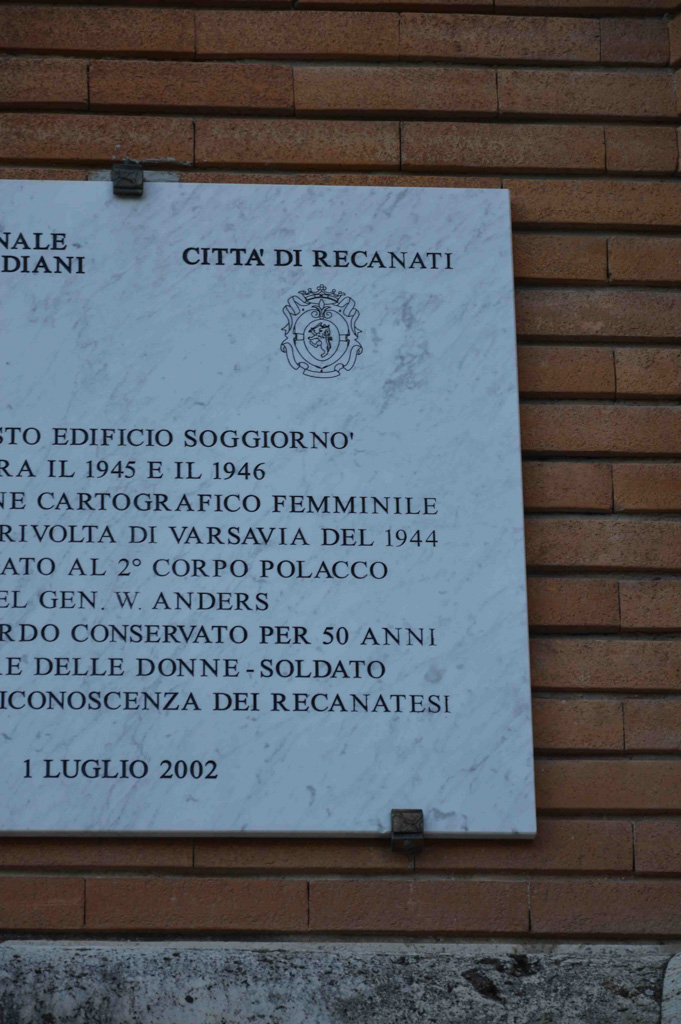 NALE
DIANI
CITTA' DI RECANATI
STO EDIFICIO SOGGIORNO'
RA IL 1945 E IL 1946
NE CARTOGRAFICO FEMMINILE
RIVOLTA DI VARSAVIA DEL 1944
ATO AL 2° CORPO POLACCO
EL GEN. W. ANDERS
RDO CONSERVATO PER 50 ANNI
E DELLE DONNE-SOLDATO
ICONOSCENZA DEI RECANATESI
1 LUGLIO 2002